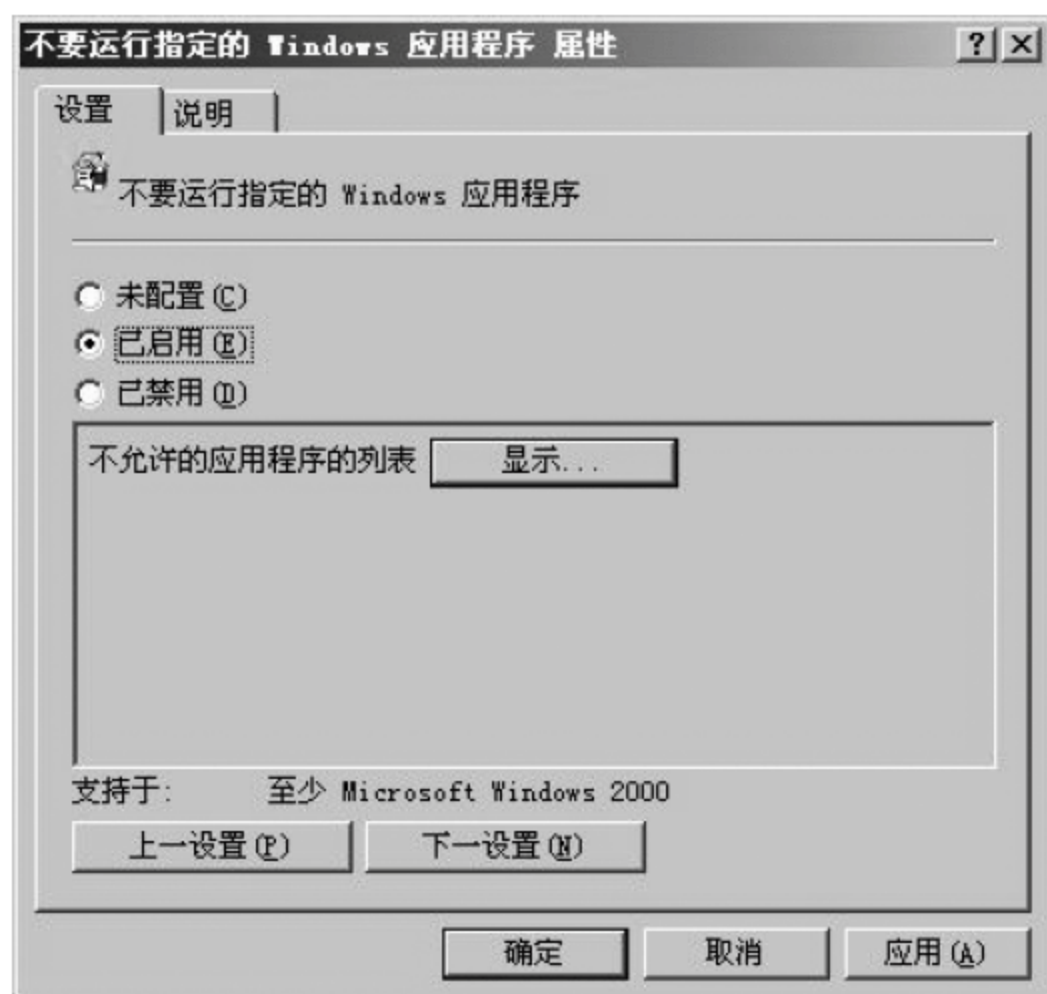 不要运行指定的 Windows 应用程序 属性
设置 说明
不要运行指定的 Windows 应用程序
未配置(C)
已启用(E)
已禁用(D)
不允许的应用程序的列表 显示...
支持于: 至少 Microsoft Windows 2000
上一设置(P) 下一设置(N)
确定 取消 应用(A)